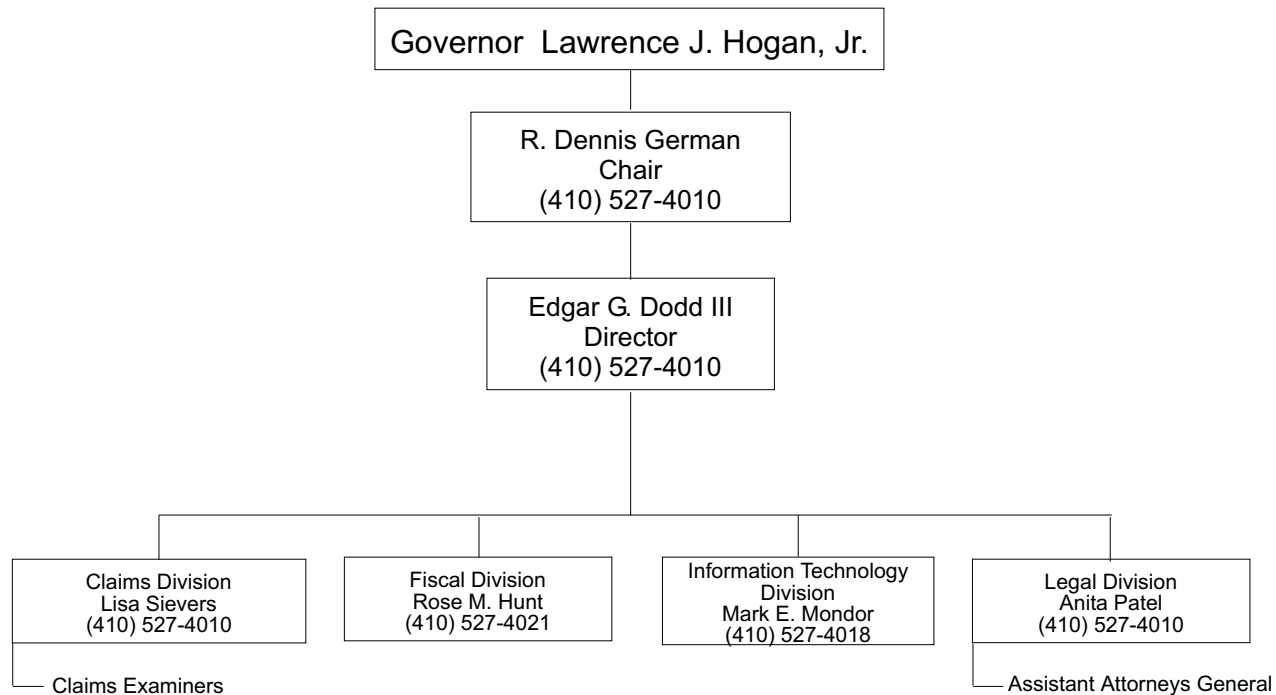 Governor Lawrence J. Hogan, Jr.
R. Dennis German
Chair
(410) 527-4010
Edgar G. Dodd III
Director
(410) 527-4010
Claims Division
Lisa Sievers
(410) 527-4010
Claims Examiners
Fiscal Division
Rose M. Hunt
(410) 527-4021
Information Technology
Division
Mark E. Mondor
(410) 527-4018
Legal Division
Anita Patel
(410) 527-4010
Assistant Attorneys General